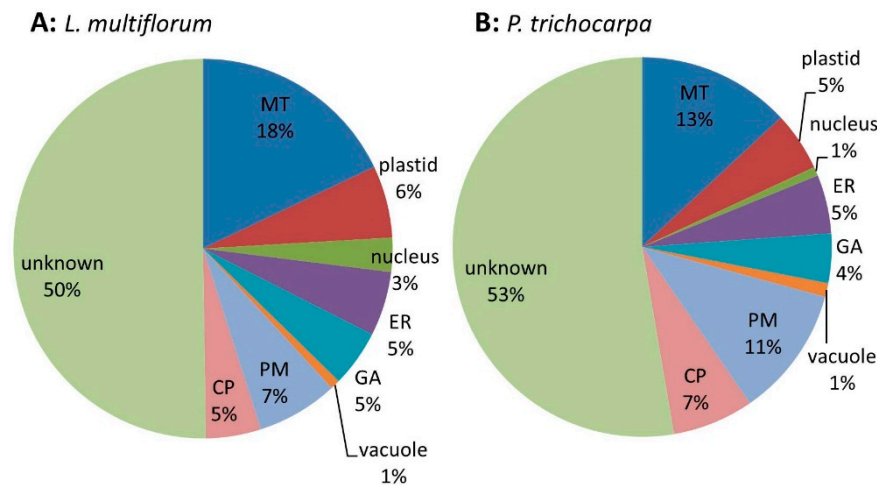 A: L. multiflorum
MT
18%
plastid
6%
nucleus
3%
ER
5%
GA
5%
vacuole
1%
PM
7%
CP
5%
unknown
50%
B: P. trichocarpa
MT
13%
plastid
5%
nucleus
1%
ER
5%
GA
4%
vacuole
1%
PM
11%
CP
7%
unknown
53%